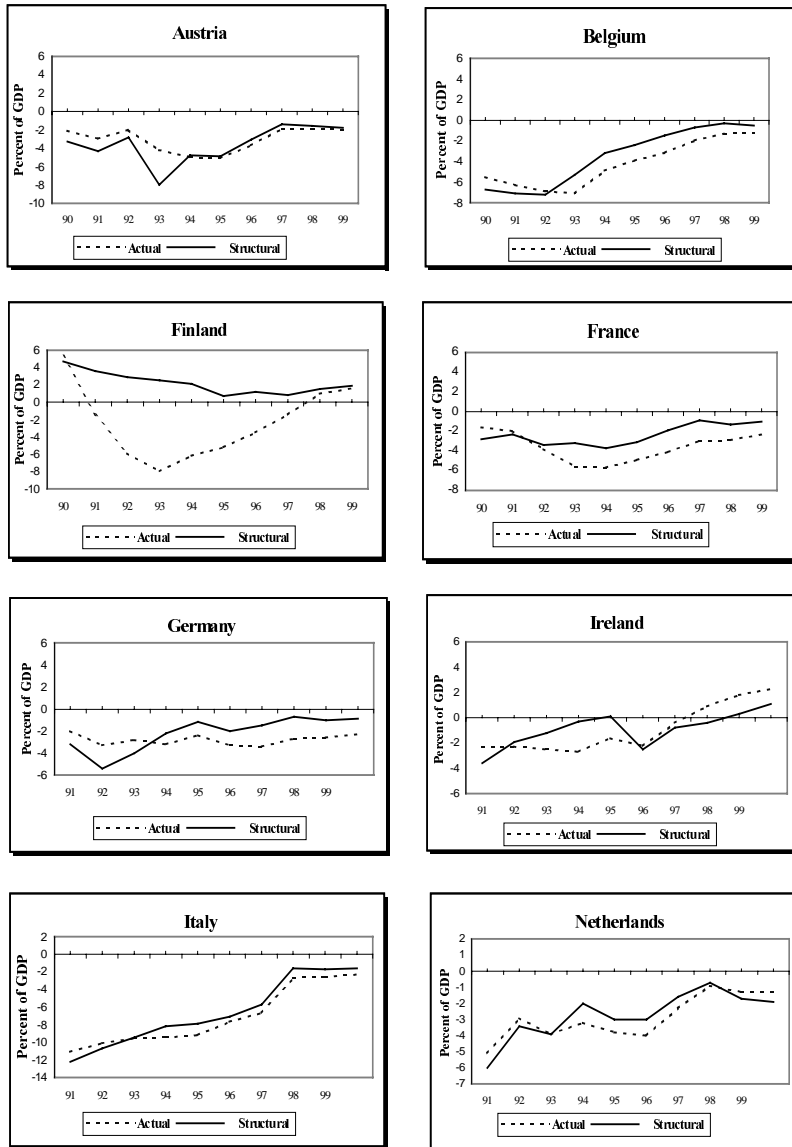 Austria
Percent of GDP
6
4
2
0
-2
-4
-6
-8
-10
90 91 92 93 94 95 96 97 98 99
Actual Structural
Belgium
Percent of GDP
6
4
2
0
-2
-4
-6
-8
90 91 92 93 94 95 96 97 98 99
Actual Structural
Finland
Percent of GDP
6
4
2
0
-2
-4
-6
-8
-10
90 91 92 93 94 95 96 97 98 99
Actual Structural
France
Percent of GDP
6
4
2
0
-2
-4
-6
-8
90 91 92 93 94 95 96 97 98 99
Actual Structural
Germany
Percent of GDP
6
4
2
0
-2
-4
-6
91 92 93 94 95 96 97 98 99
Actual Structural
Ireland
Percent of GDP
6
4
2
0
-2
-4
-6
91 92 93 94 95 96 97 98 99
Actual Structural
Italy
Percent of GDP
2
0
-2
-4
-6
-8
-10
-12
-14
91 92 93 94 95 96 97 98 99
Actual Structural
Netherlands
Percent of GDP
2
1
0
-1
-2
-3
-4
-5
-6
-7
91 92 93 94 95 96 97 98 99
Actual Structural